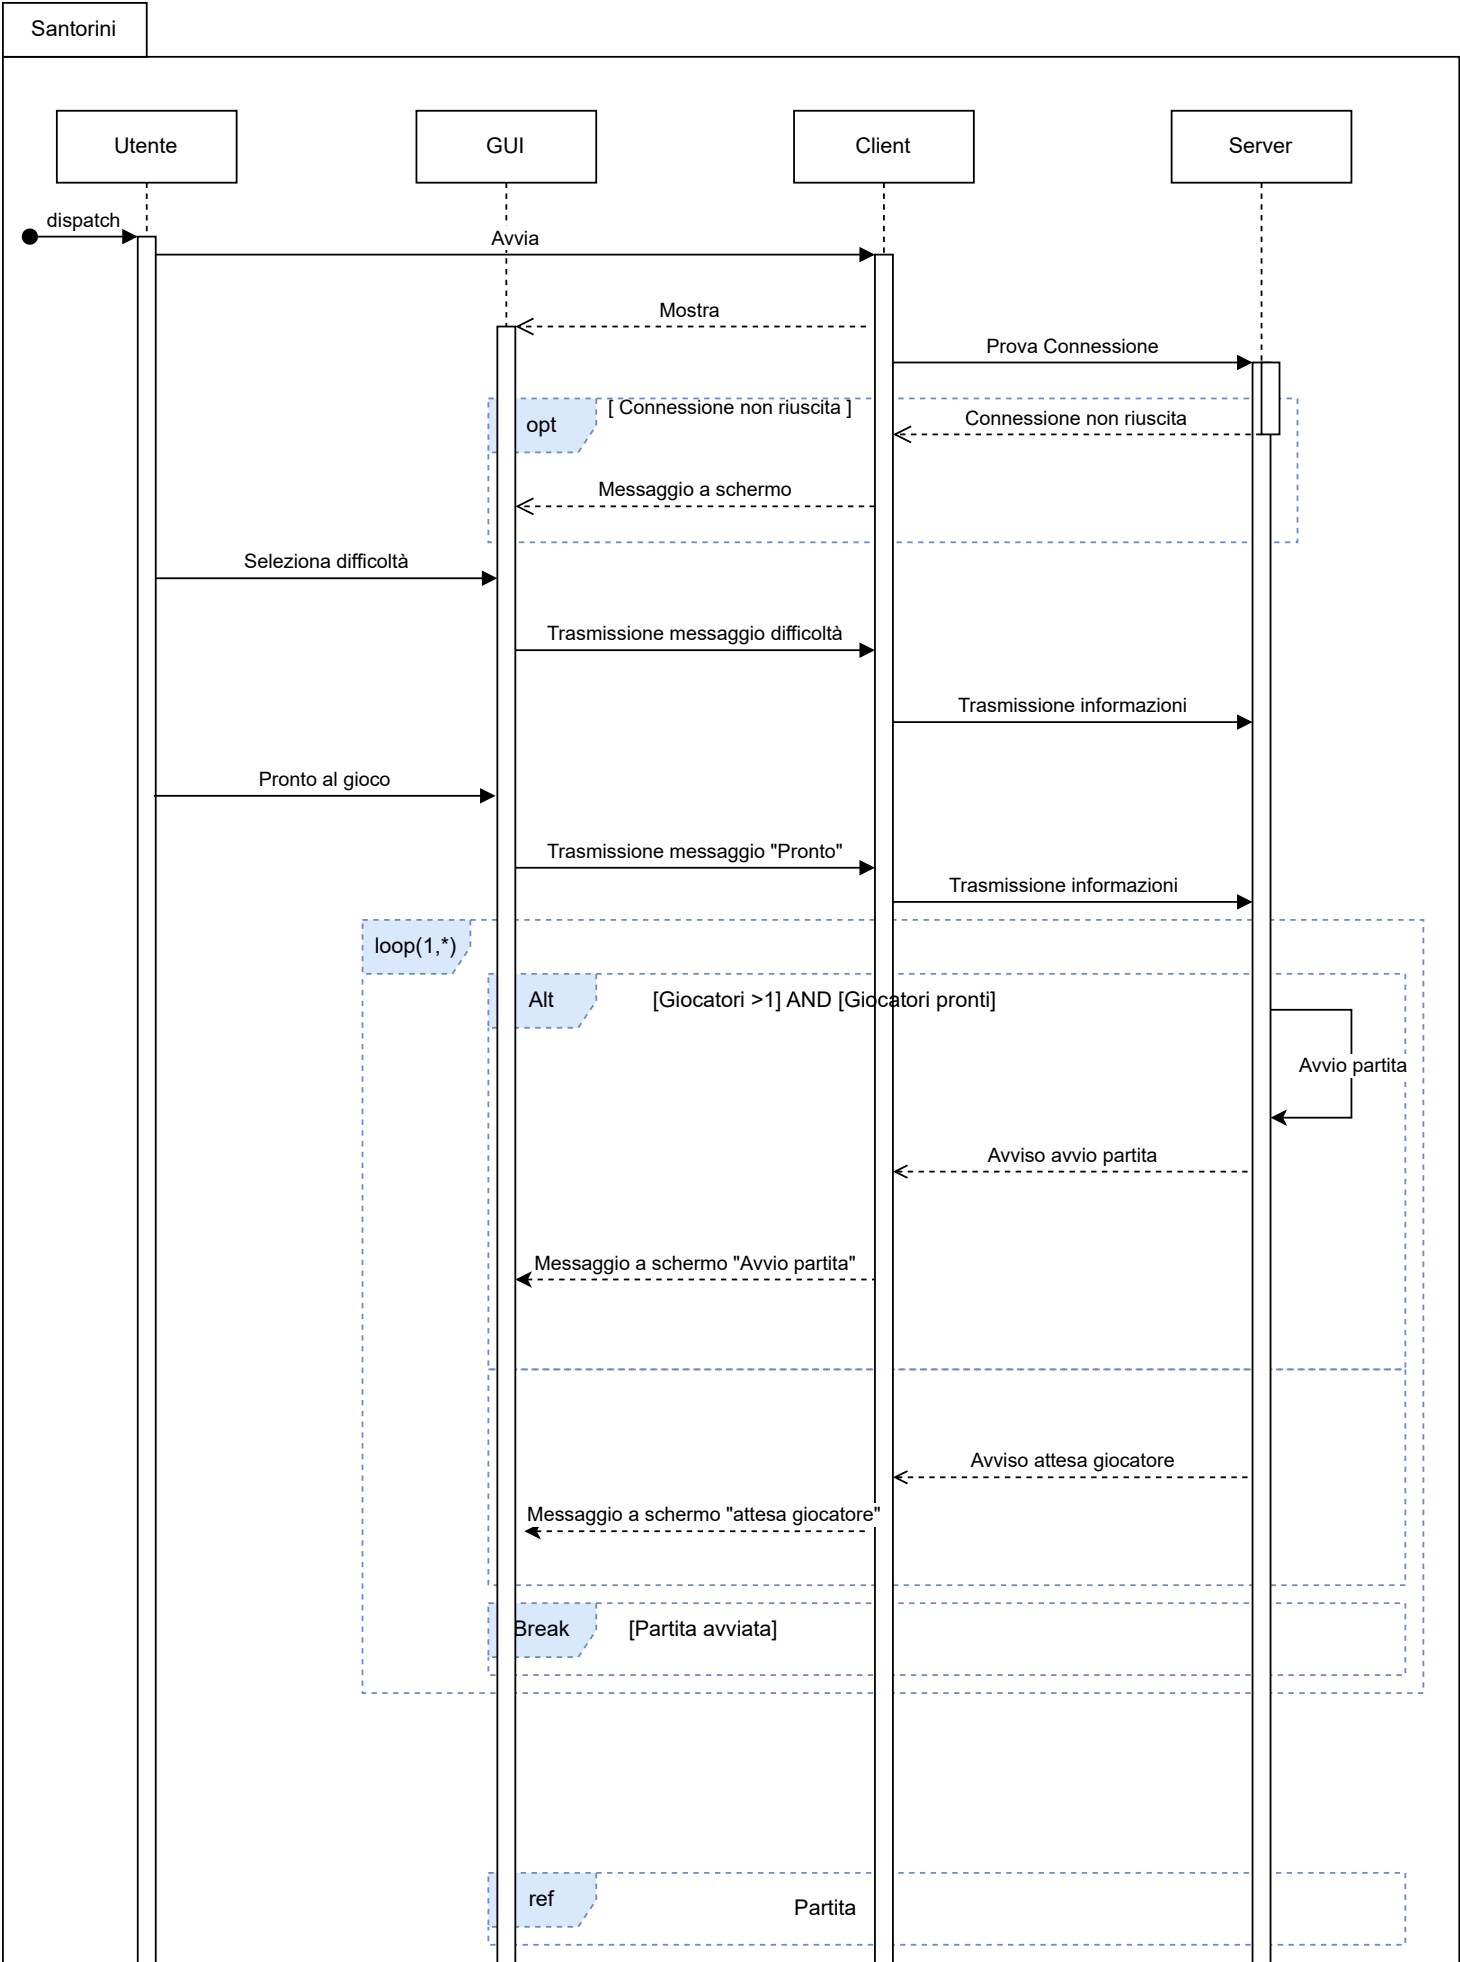 Santorini
Utente
GUI
Client
Server
dispatch
Avvia
Mostra
Prova Connessione
opt
[ Connessione non riuscita ]
Connessione non riuscita
Messaggio a schermo
Seleziona difficoltà
Trasmissione messaggio difficoltà
Trasmissione informazioni
Pronto al gioco
Trasmissione messaggio "Pronto"
Trasmissione informazioni
loop(1,*)
Alt
[Giocatori >1] AND [Giocatori pronti]
Avvio partita
Avviso avvio partita
Messaggio a schermo "Avvio partita"
Avviso attesa giocatore
Messaggio a schermo "attesa giocatore"
Break
[Partita avviata]
ref
Partita